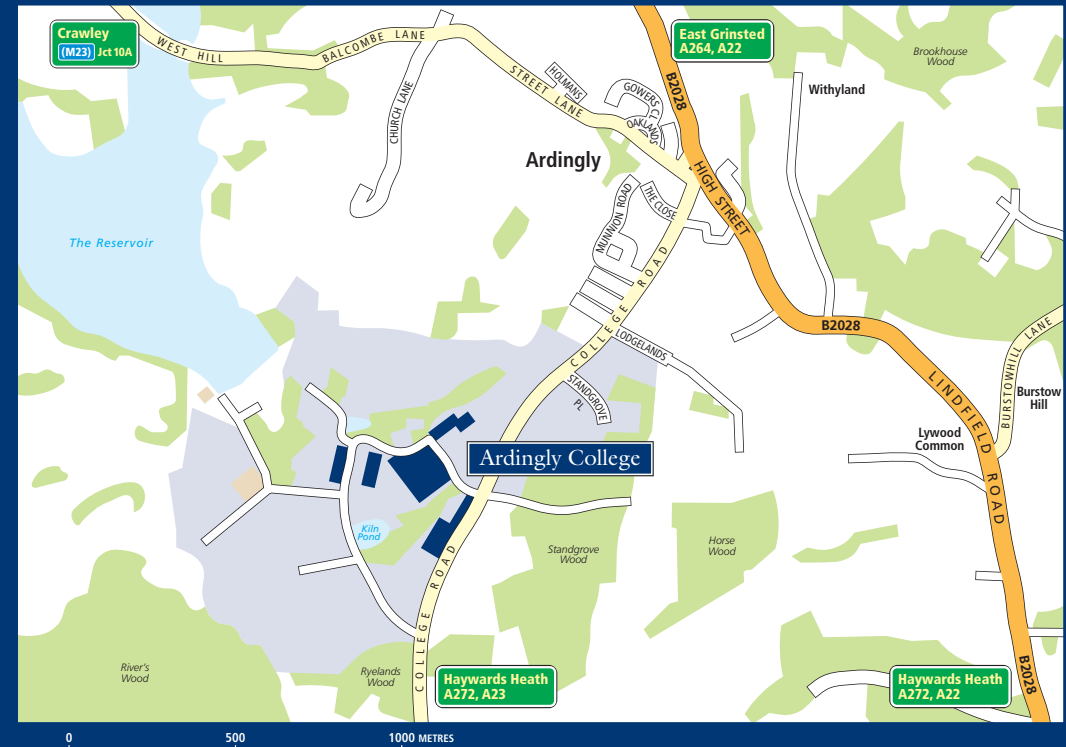 Crawley
(M23) Jct 10A
WEST HILL
BALCOMBE LANE
STREET LANE
CHURCH LANE
HOLMANS
GOWERS CL
OAKLANDS
B2028
East Grinsted
A264, A22
Brookhouse
Wood
Withyland
Ardingly
HIGH STREET
THE CLOSE
MUNNION ROAD
The Reservoir
COLLEGE ROAD
LODGELANDS
STANDGROVE
PL
B2028
LINDFIELD ROAD
BURSTOWHILL LANE
Burstow
Hill
Lywood
Common
Ardingly College
Kiln
Pond
Standgrove
Wood
Horse
Wood
COLLEGE ROAD
River's
Wood
Ryelands
Wood
Haywards Heath
A272, A23
Haywards Heath
A272, A22
B2028
0
500
1000 METRES